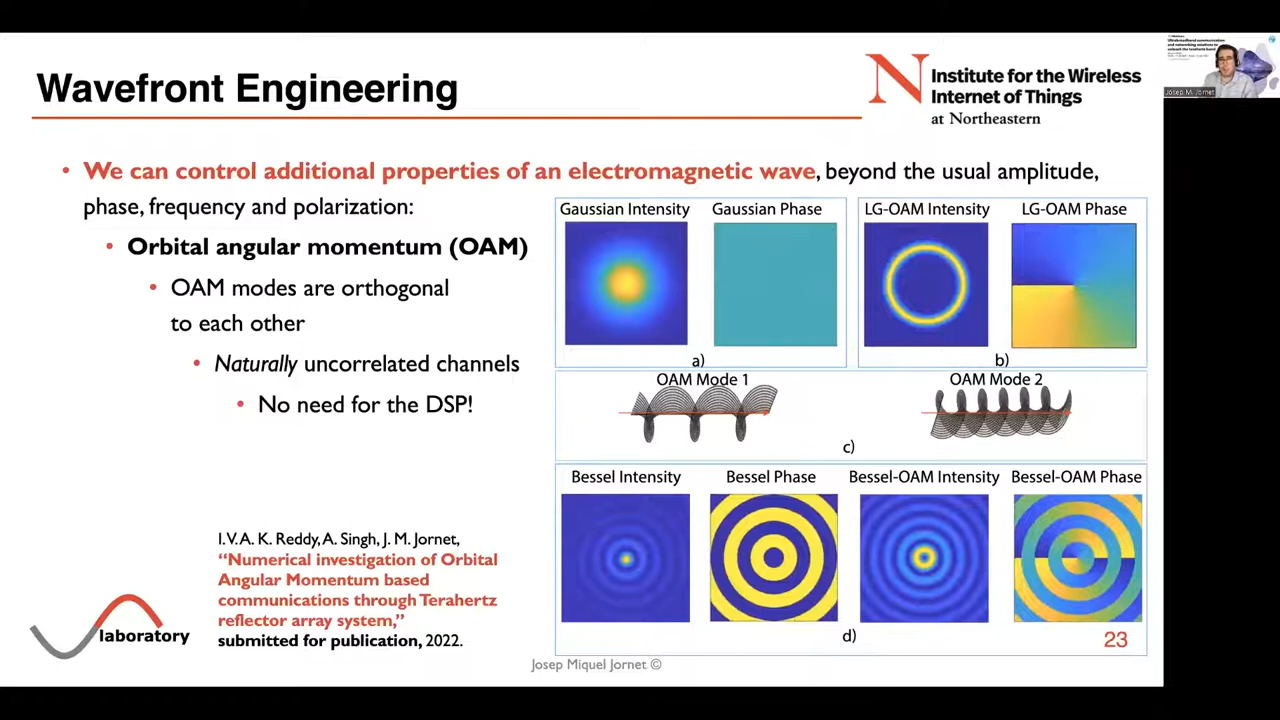 Wavefront Engineering
N
Institute for the Wireless
Internet of Things
at Northeastern
Josep M. Jornet
• We can control additional properties of an electromagnetic wave, beyond the usual amplitude,
phase, frequency and polarization:
• Orbital angular momentum (OAM)
• OAM modes are orthogonal
to each other
• Naturally uncorrelated channels
• No need for the DSP!
Gaussian Intensity Gaussian Phase
a)
LG-OAM Intensity LG-OAM Phase
b)
OAM Mode 1 OAM Mode 2
c)
Bessel Intensity Bessel Phase Bessel-OAM Intensity Bessel-OAM Phase
d)
I.V.A. K. Reddy, A. Singh, J. M. Jornet,
“Numerical investigation of Orbital
Angular Momentum based
communications through Terahertz
reflector array system,”
submitted for publication, 2022.
laboratory
Josep Miquel Jornet ©
23